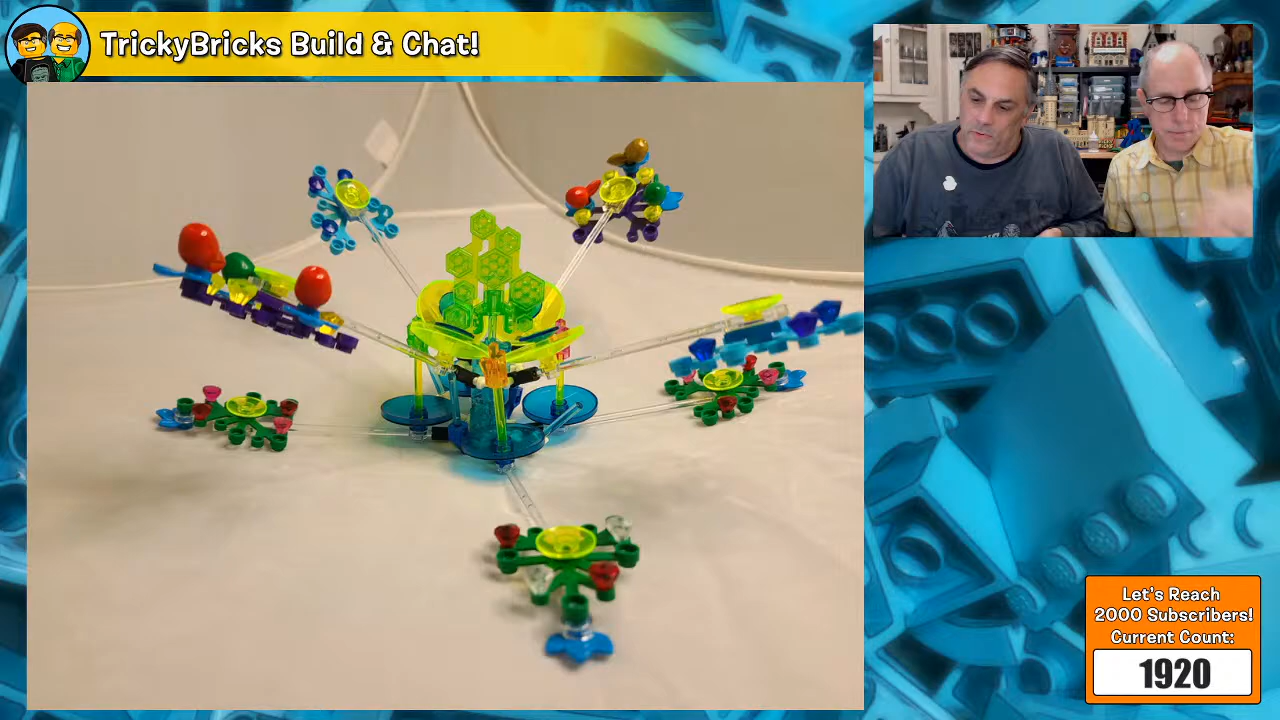 TrickyBricks Build & Chat!
Let's Reach
2000 Subscribers!
Current Count:
1920